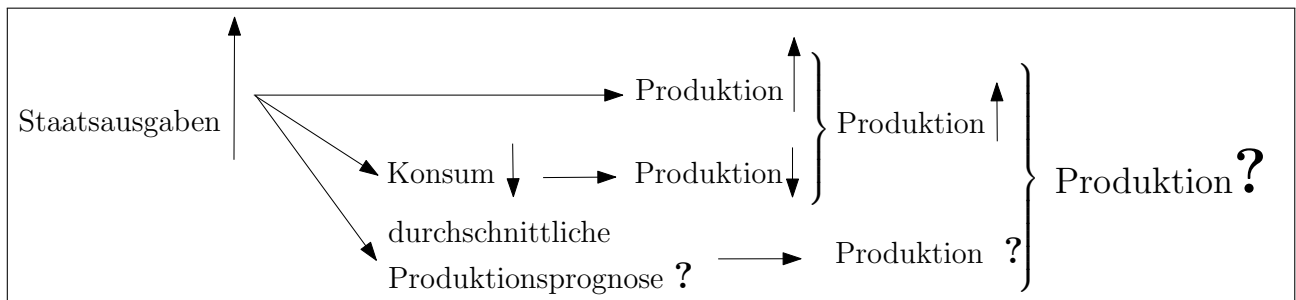 Staatsausgaben
Produktion
Produktion
Konsum
Produktion
durchschnittliche
Produktionsprognose ?
Produktion ?
Produktion ?